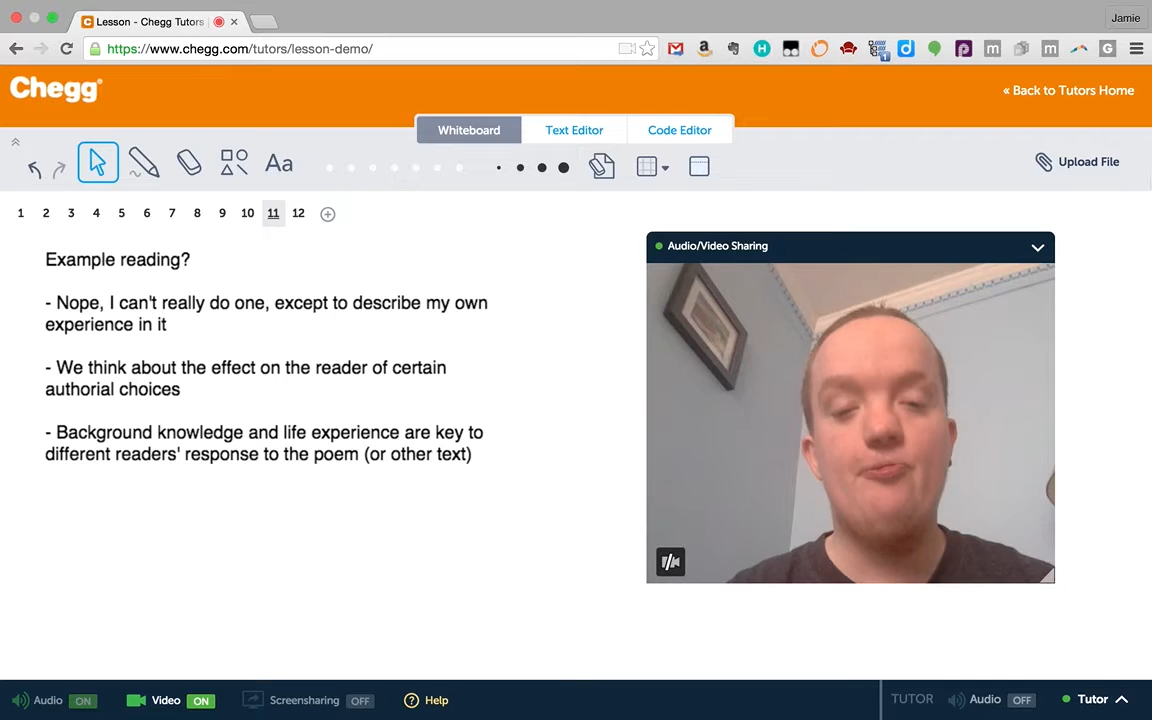 Lesson - Chegg Tutors
Jamie
https://www.chegg.com/tutors/lesson-demo/
Chegg®
« Back to Tutors Home
Whiteboard
Text Editor
Code Editor
Aa
Upload File
1 2 3 4 5 6 7 8 9 10 11 12
Example reading?
- Nope, I can't really do one, except to describe my own
experience in it
- We think about the effect on the reader of certain
authorial choices
- Background knowledge and life experience are key to
different readers' response to the poem (or other text)
Audio/Video Sharing
Audio ON
Video ON
Screensharing OFF
? Help
TUTOR
Audio OFF
Tutor